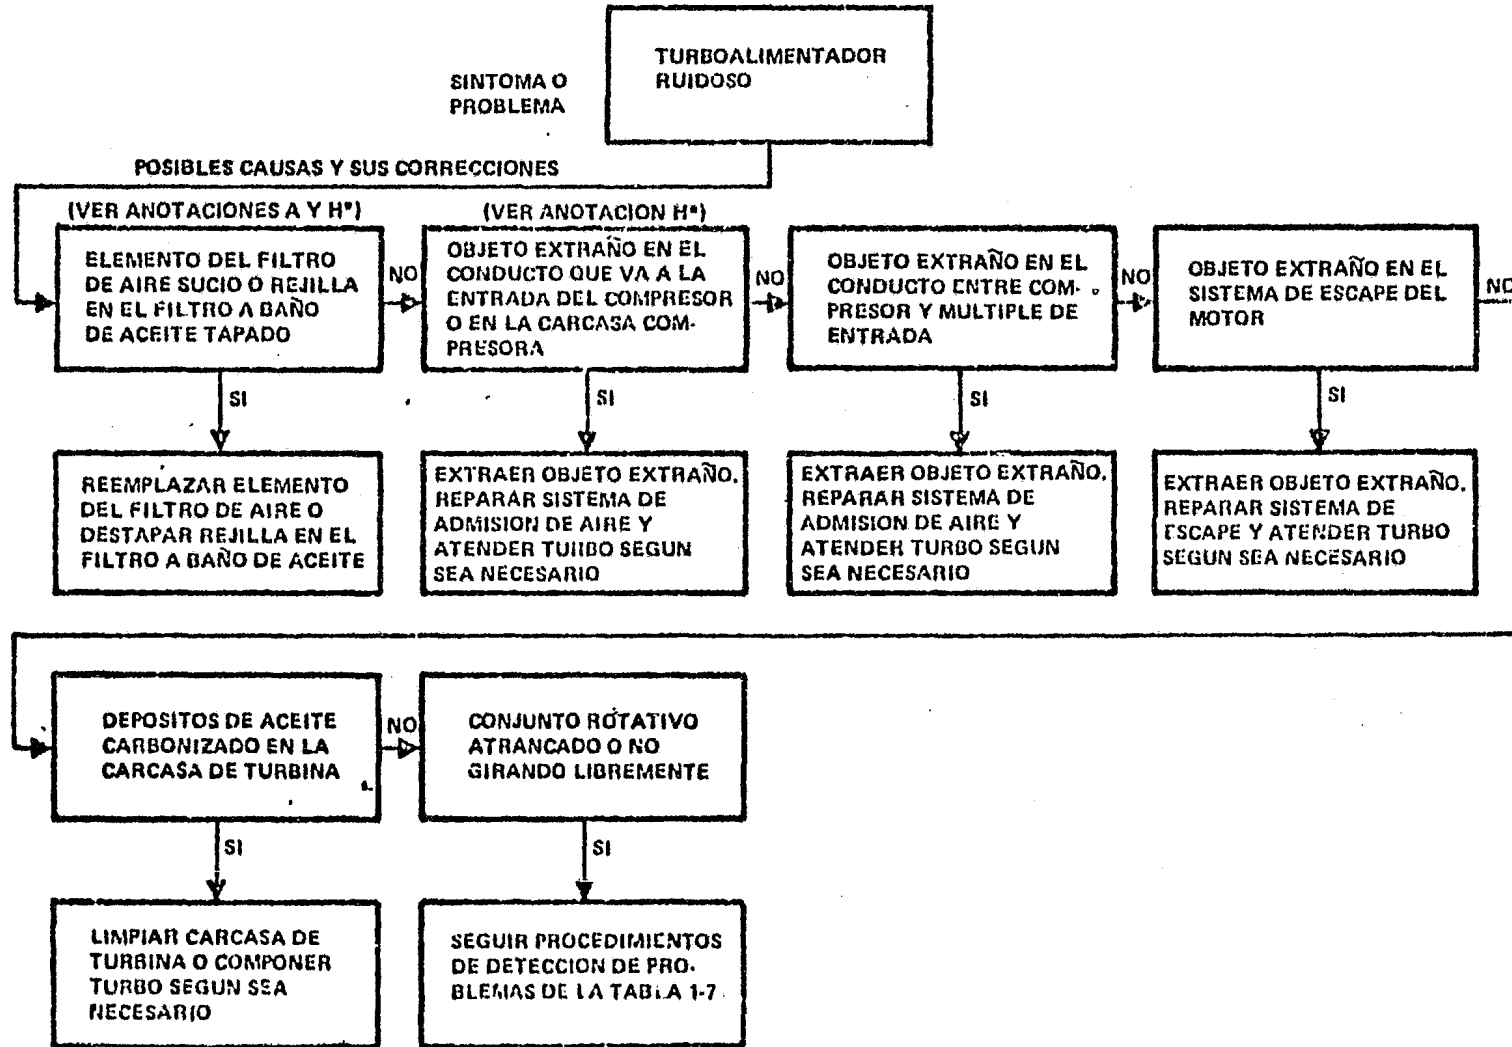 TURBOALIMENTADOR
RUIDOSO
SINTOMA O
PROBLEMA
POSIBLES CAUSAS Y SUS CORRECCIONES
(VER ANOTACIONES A Y H*)
(VER ANOTACION H*)
ELEMENTO DEL FILTRO
DE AIRE SUCIO O REJILLA
EN EL FILTRO A BAÑO
DE ACEITE TAPADO
NO
OBJETO EXTRAÑO EN EL
CONDUCTO QUE VA A LA
ENTRADA DEL COMPRESOR
O EN LA CARCASA COM-
PRESORA
NO
OBJETO EXTRAÑO EN EL
CONDUCTO ENTRE COM-
PRESOR Y MULTIPLE DE
ENTRADA
NO
OBJETO EXTRAÑO EN EL
SISTEMA DE ESCAPE DEL
MOTOR
NO
SI
SI
SI
SI
REEMPLAZAR ELEMENTO
DEL FILTRO DE AIRE O
DESTAPAR REJILLA EN EL
FILTRO A BAÑO DE ACEITE
EXTRAER OBJETO EXTRAÑO.
REPARAR SISTEMA DE
ADMISION DE AIRE Y
ATENDER TURBO SEGUN
SEA NECESARIO
EXTRAER OBJETO EXTRAÑO.
REPARAR SISTEMA DE
ADMISION DE AIRE Y
ATENDER TURBO SEGUN
SEA NECESARIO
EXTRAER OBJETO EXTRAÑO.
REPARAR SISTEMA DE
ESCAPE Y ATENDER TURBO
SEGUN SEA NECESARIO
DEPOSITOS DE ACEITE
CARBONIZADO EN LA
CARCASA DE TURBINA
NO
CONJUNTO ROTATIVO
ATRANCADO O NO
GIRANDO LIBREMENTE
SI
SI
LIMPIAR CARCASA DE
TURBINA O COMPONER
TURBO SEGUN SEA
NECESARIO
SEGUIR PROCEDIMIENTOS
DE DETECCION DE PRO-
BLEMAS DE LA TABLA 1-7